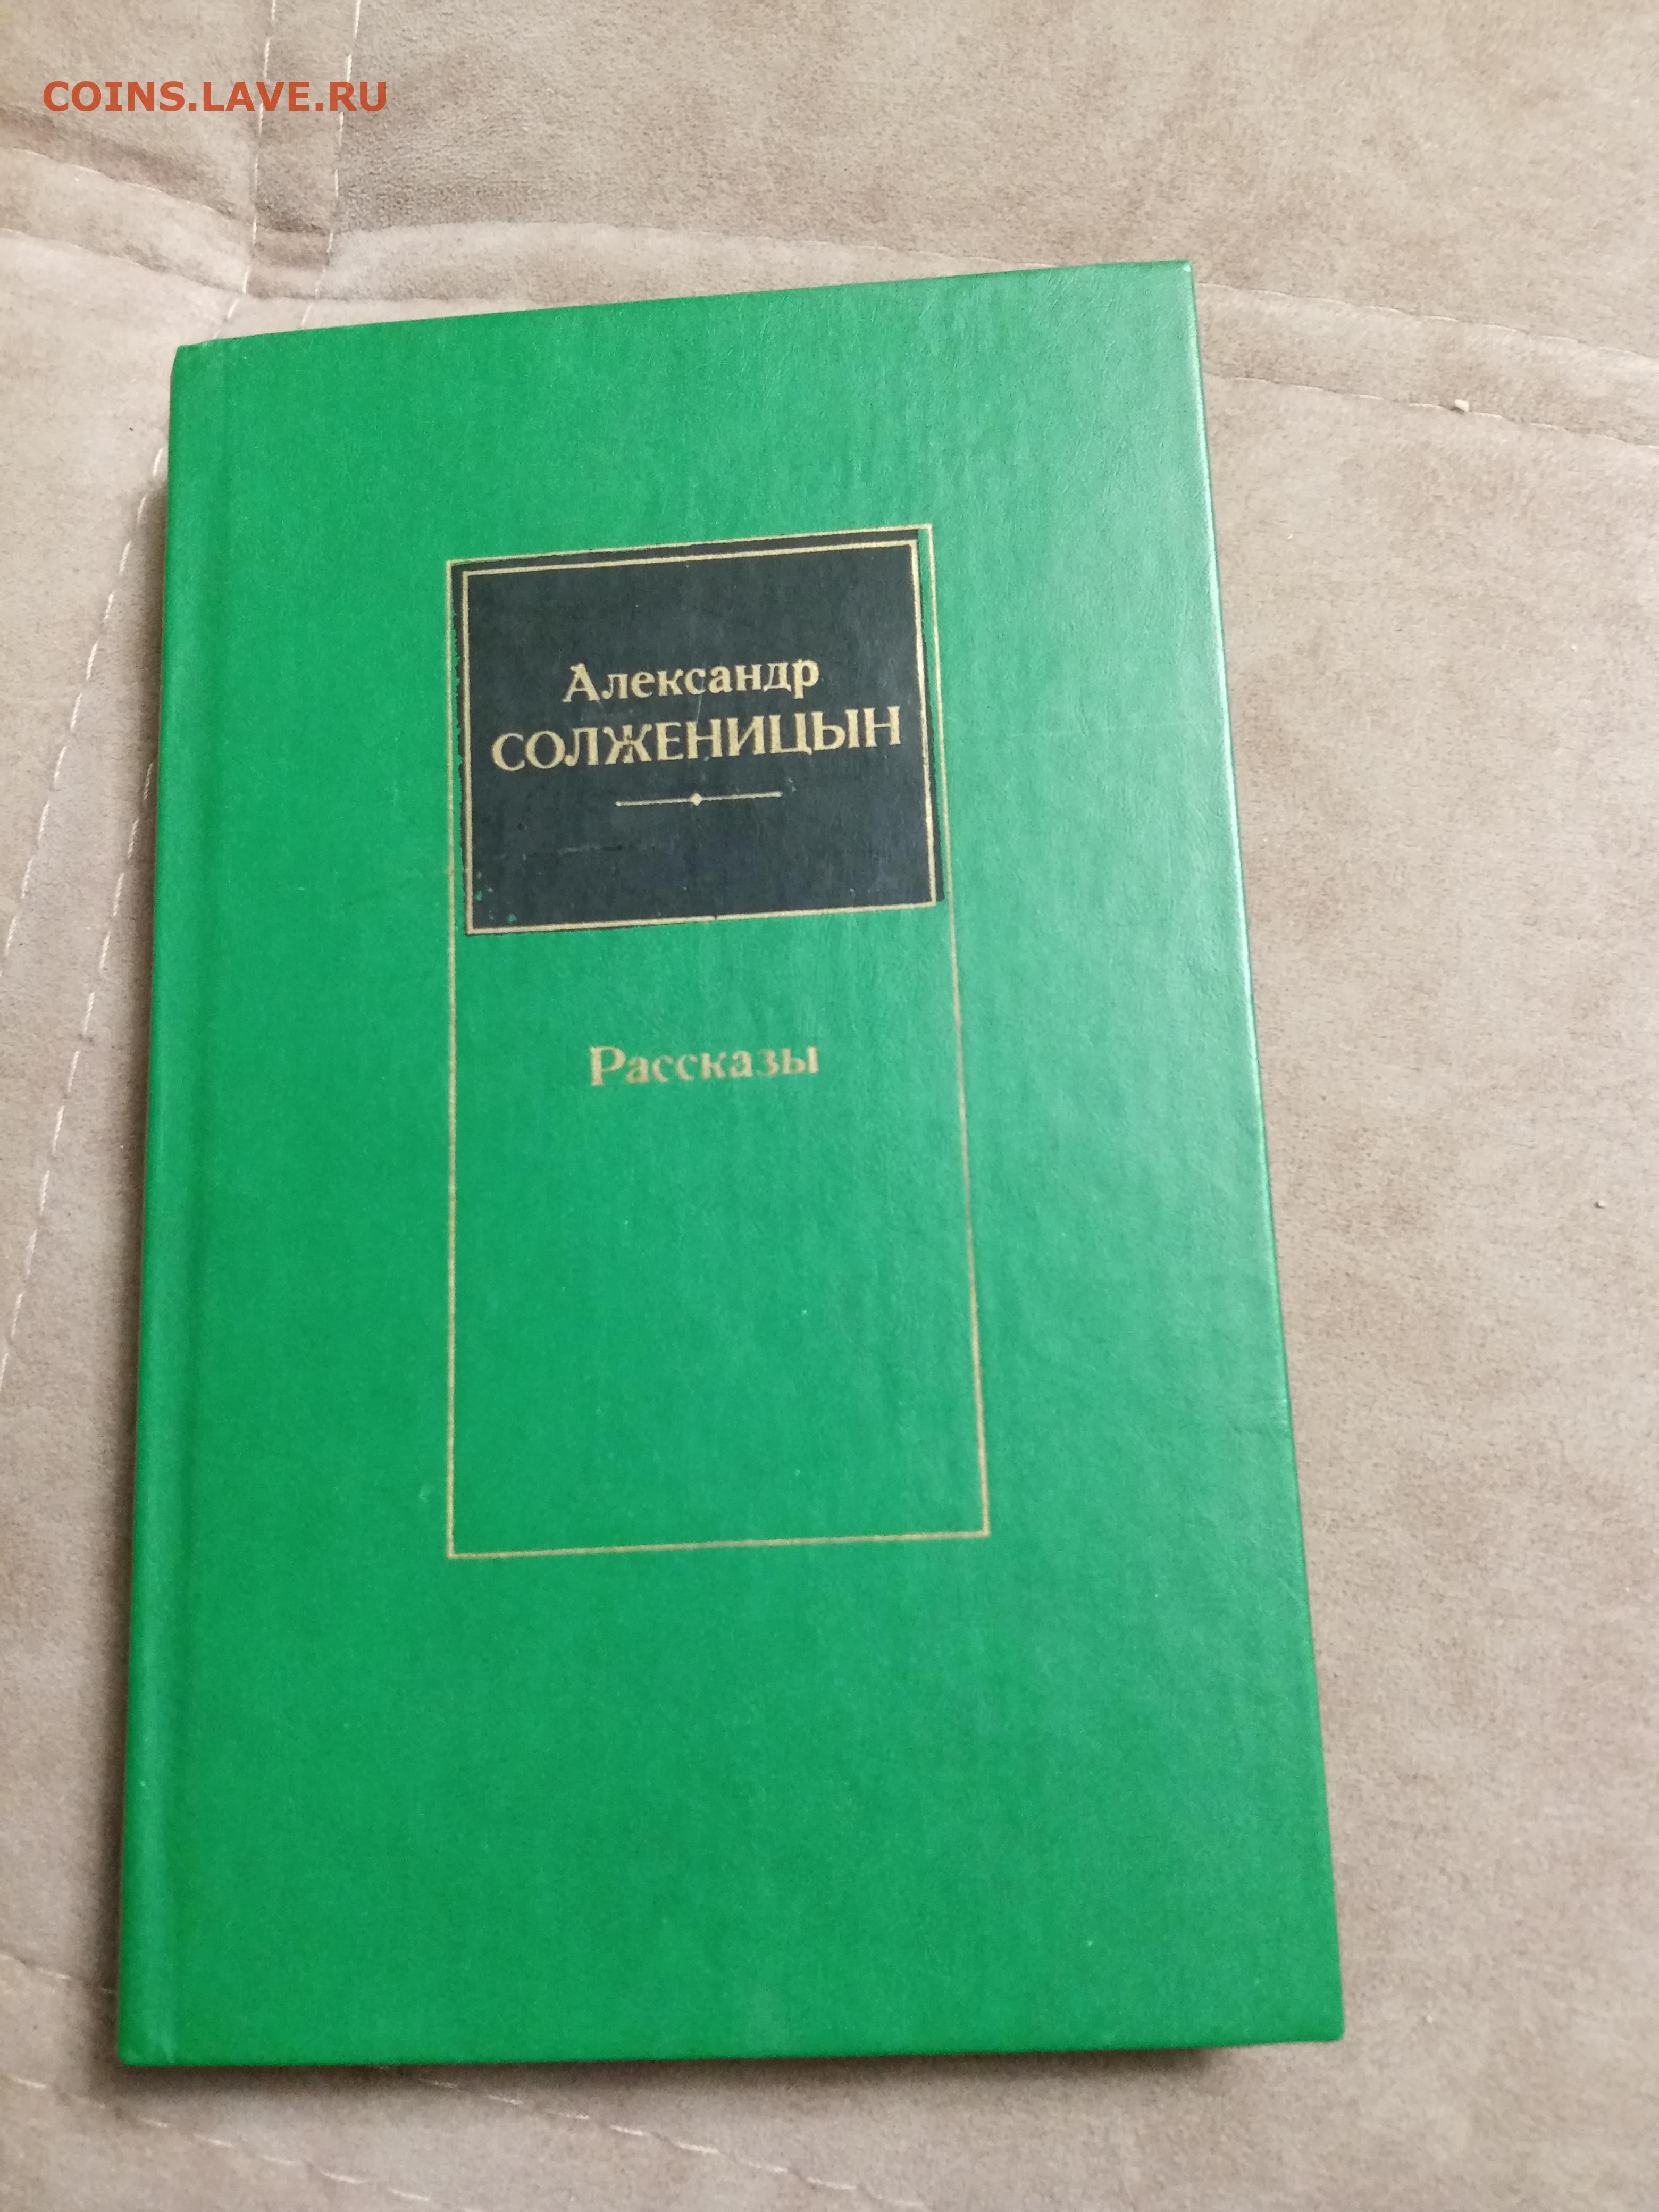 COINS.LAVE.RU
Александр
СОЛЖЕНИЦЫН
Рассказы